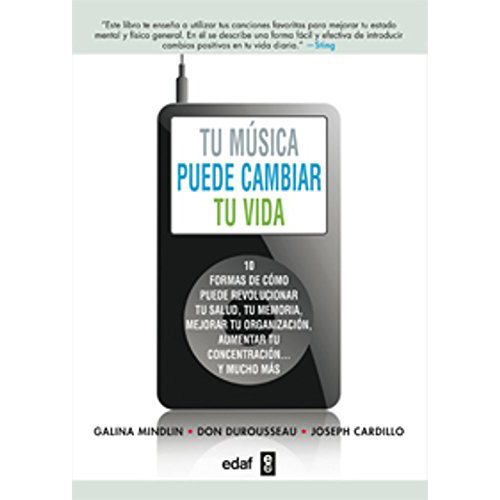 "Este libro te enseña a utilizar tus canciones favoritas para mejorar tu estado
mental y físico general. En él se describe una forma fácil y efectiva de introducir
cambios positivos en tu vida diaria." —Sting
TU MÚSICA
PUEDE CAMBIAR
TU VIDA
10
FORMAS DE CÓMO
PUEDE REVOLUCIONAR
TU SALUD, TU MEMORIA,
MEJORAR TU ORGANIZACIÓN,
AUMENTAR TU
CONCENTRACIÓN...
Y MUCHO MÁS
GALINA MINDLIN • DON DUROUSSEAU • JOSEPH CARDILLO
edaf